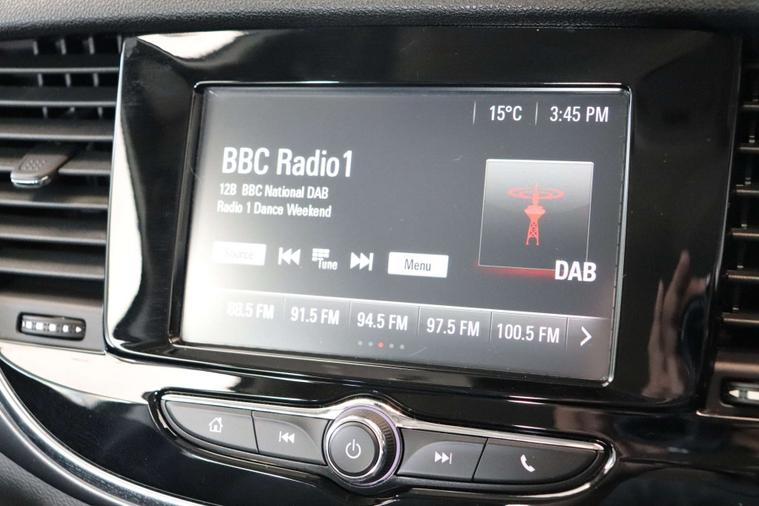 15°C 3:45 PM
BBC Radio1
12B BBC National DAB
Radio 1 Dance Weekend
Source Tune Menu
DAB
88.5 FM 91.5 FM 94.5 FM 97.5 FM 100.5 FM